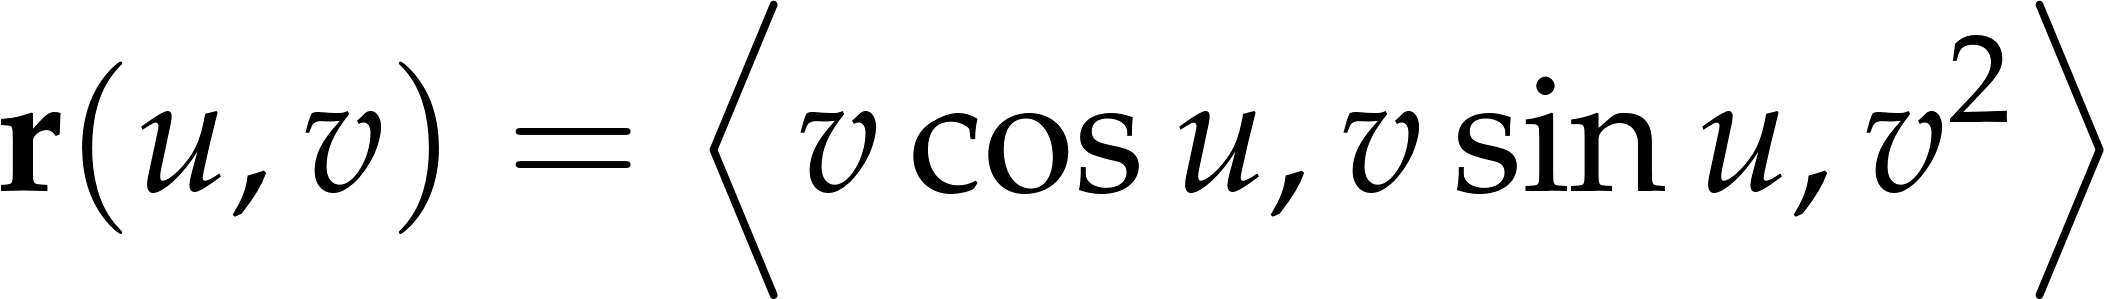 𝐫(u, v) = ⟨v cos u, v sin u, v²⟩